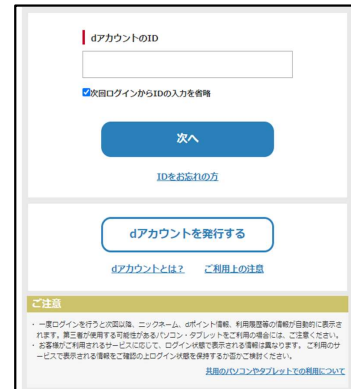 dアカウントのID
次回ログインからIDの入力を省略
次へ
IDをお忘れの方
dアカウントを発行する
dアカウントとは？ ご利用上の注意
ご注意
・ 一度ログインを行うと次回以降、ニックネーム、dポイント情報、利用履歴等の情報が自動的に表示さ
れます。第三者が使用する可能性があるパソコン・タブレットをご利用の場合には、ご注意ください。
・ お客様がご利用されるサービスに応じて、ログイン状態で表示される情報は異なります。 ご利用のサ
ービスで表示される情報をご確認の上ログイン状態を保持するか否かご検討ください。
共用のパソコンやタブレットでの利用について